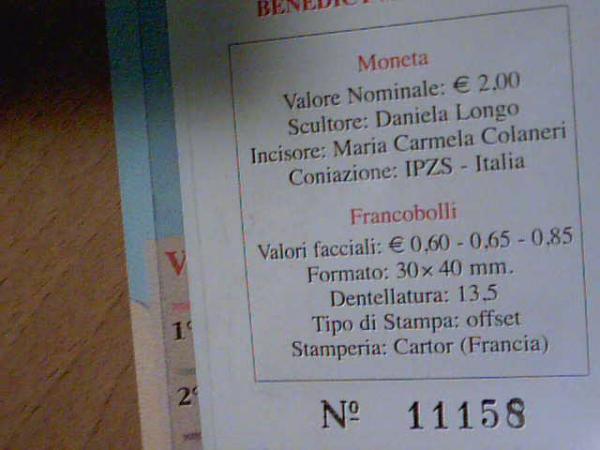 Moneta
Valore Nominale: € 2,00
Scultore: Daniela Longo
Incisore: Maria Carmela Colaneri
Coniazione: IPZS - Italia
Francobolli
Valori facciali: € 0,60 - 0,65 - 0,85
Formato: 30 × 40 mm.
Dentellatura: 13,5
Tipo di Stampa: offset
Stamperia: Cartor (Francia)
Nº 11158
V
1º
2º